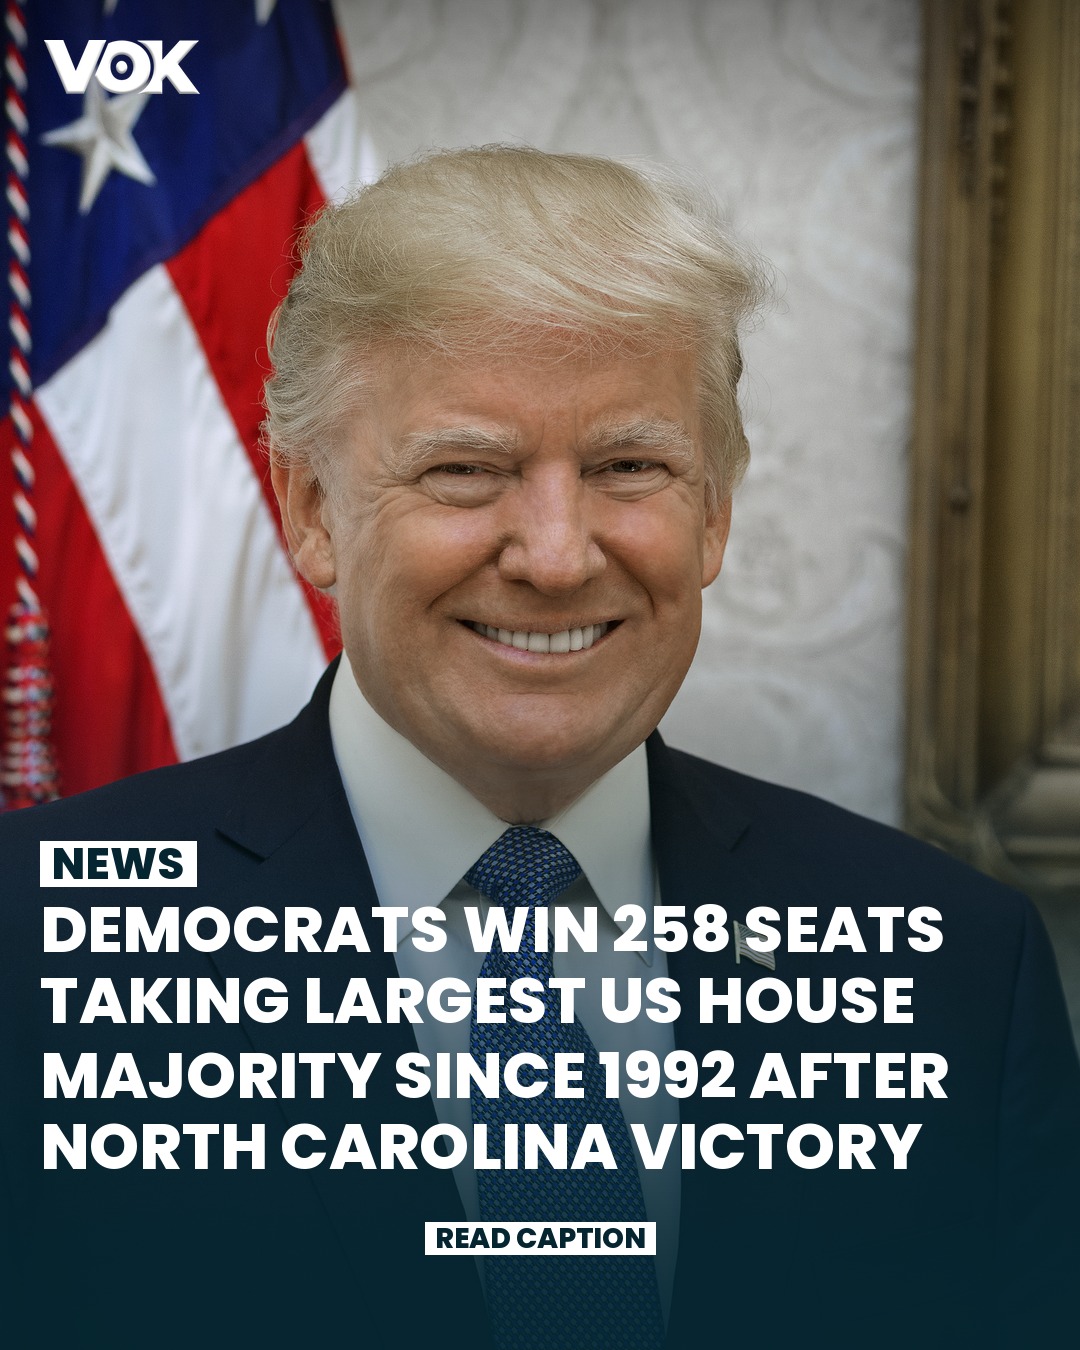 VOK
NEWS
DEMOCRATS WIN 258 SEATS
TAKING LARGEST US HOUSE
MAJORITY SINCE 1992 AFTER
NORTH CAROLINA VICTORY
READ CAPTION